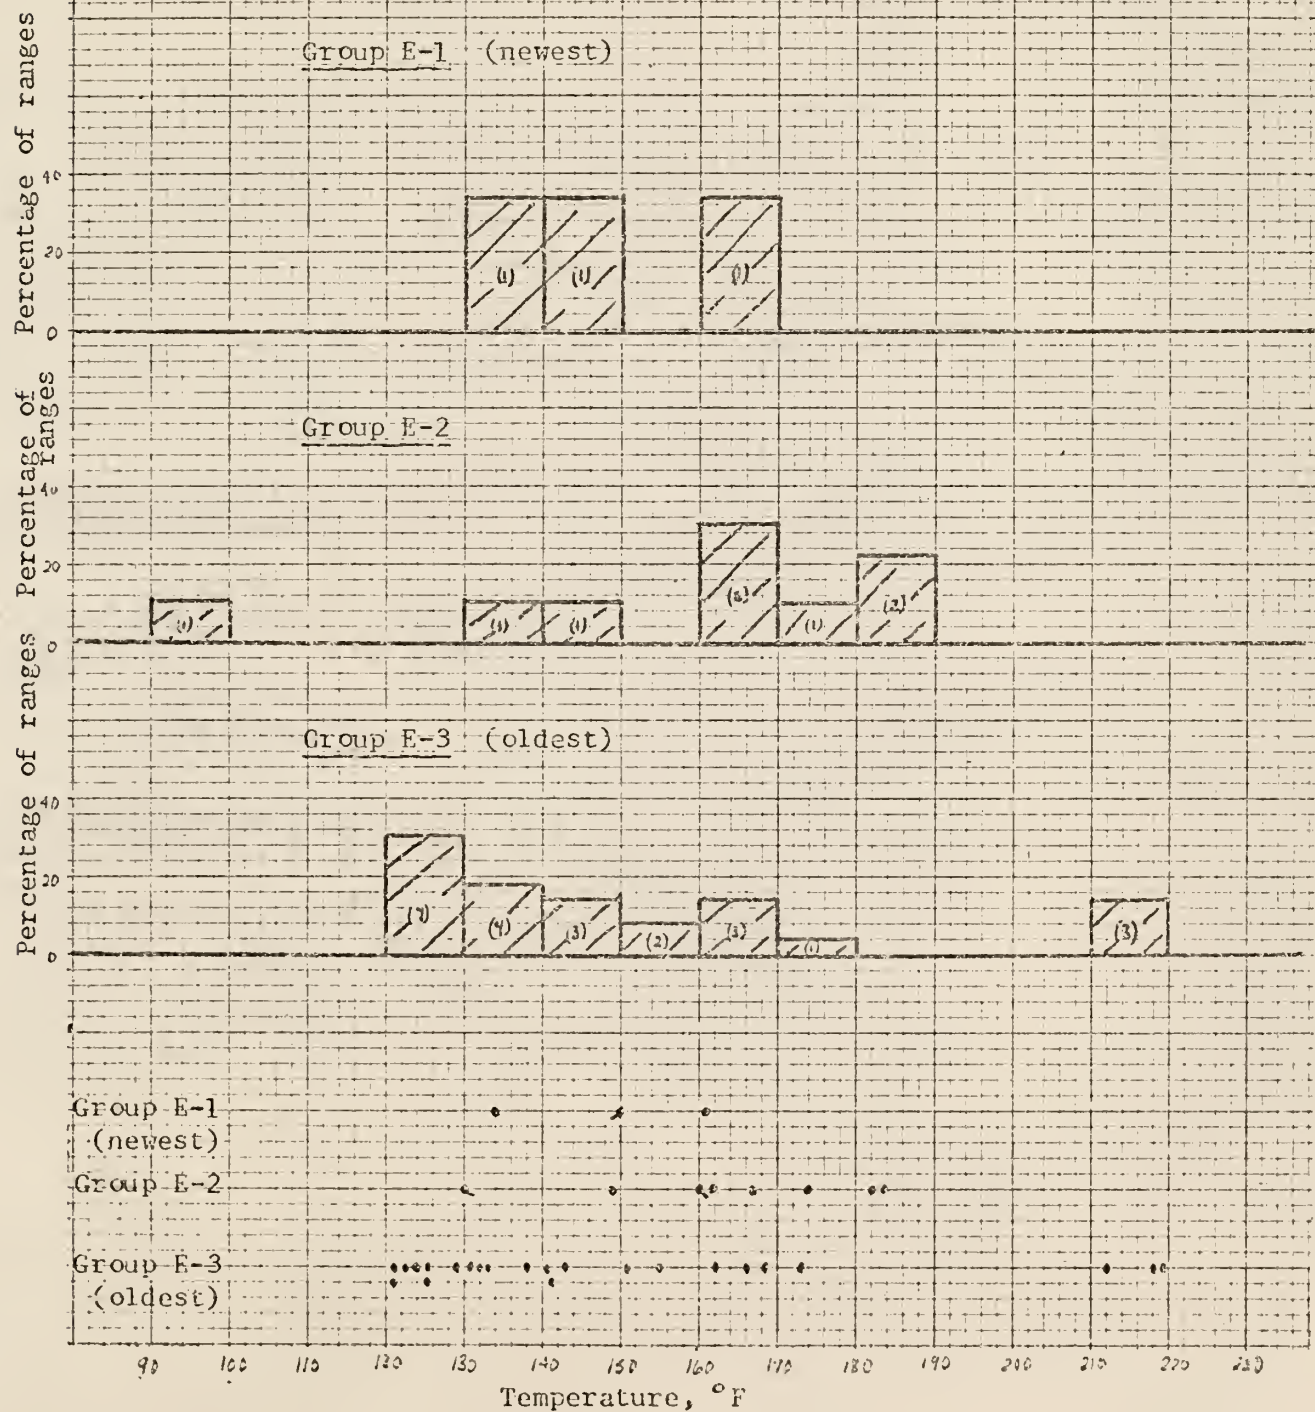 Percentage of ranges
Group E-1 (newest)
40
20
0
(1) (1) (1)
Percentage of ranges
Group E-2
40
20
0
(1) (1) (1) (1) (2)
Percentage of ranges
Group E-3 (oldest)
40
20
0
(4) (3) (2) (3) (1) (3)
Group E-1
(newest)
Group E-2
Group E-3
(oldest)
90 100 110 120 130 140 150 160 170 180 190 200 210 220
Temperature, °F